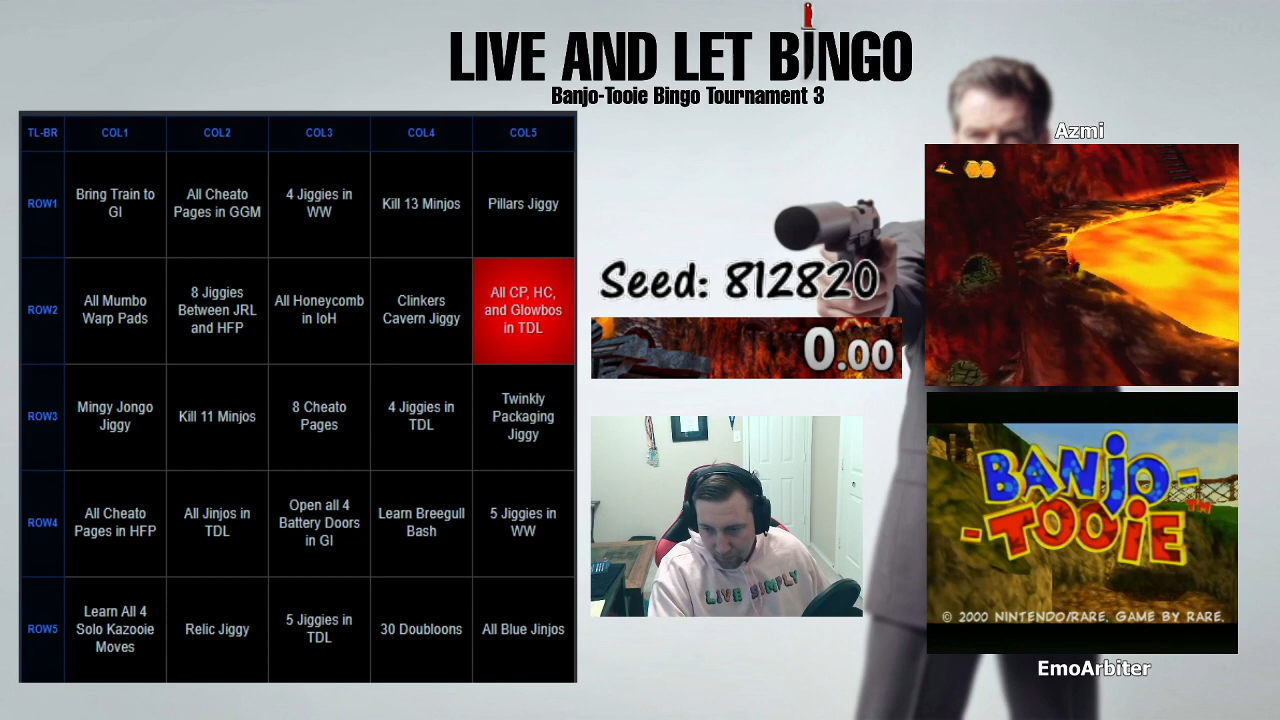 LIVE AND LET BINGO
Banjo-Tooie Bingo Tournament 3
TL-BR COL1 COL2 COL3 COL4 COL5
ROW1
Bring Train to
GI
All Cheato
Pages in GGM
4 Jiggies in
WW
Kill 13 Minjos
Pillars Jiggy
ROW2
All Mumbo
Warp Pads
8 Jiggies
Between JRL
and HFP
All Honeycomb
in IoH
Clinkers
Cavern Jiggy
All CP, HC,
and Glowbos
in TDL
ROW3
Mingy Jongo
Jiggy
Kill 11 Minjos
8 Cheato
Pages
4 Jiggies in
TDL
Twinkly
Packaging
Jiggy
ROW4
All Cheato
Pages in HFP
All Jinjos in
TDL
Open all 4
Battery Doors
in GI
Learn Breegull
Bash
5 Jiggies in
WW
ROW5
Learn All 4
Solo Kazooie
Moves
Relic Jiggy
5 Jiggies in
TDL
30 Doubloons
All Blue Jinjos
Seed: 812820
0.00
LIVE SIMPLY
Azmi
BANJO-
-TOOIE™
© 2000 NINTENDO/RARE. GAME BY RARE.
EmoArbiter